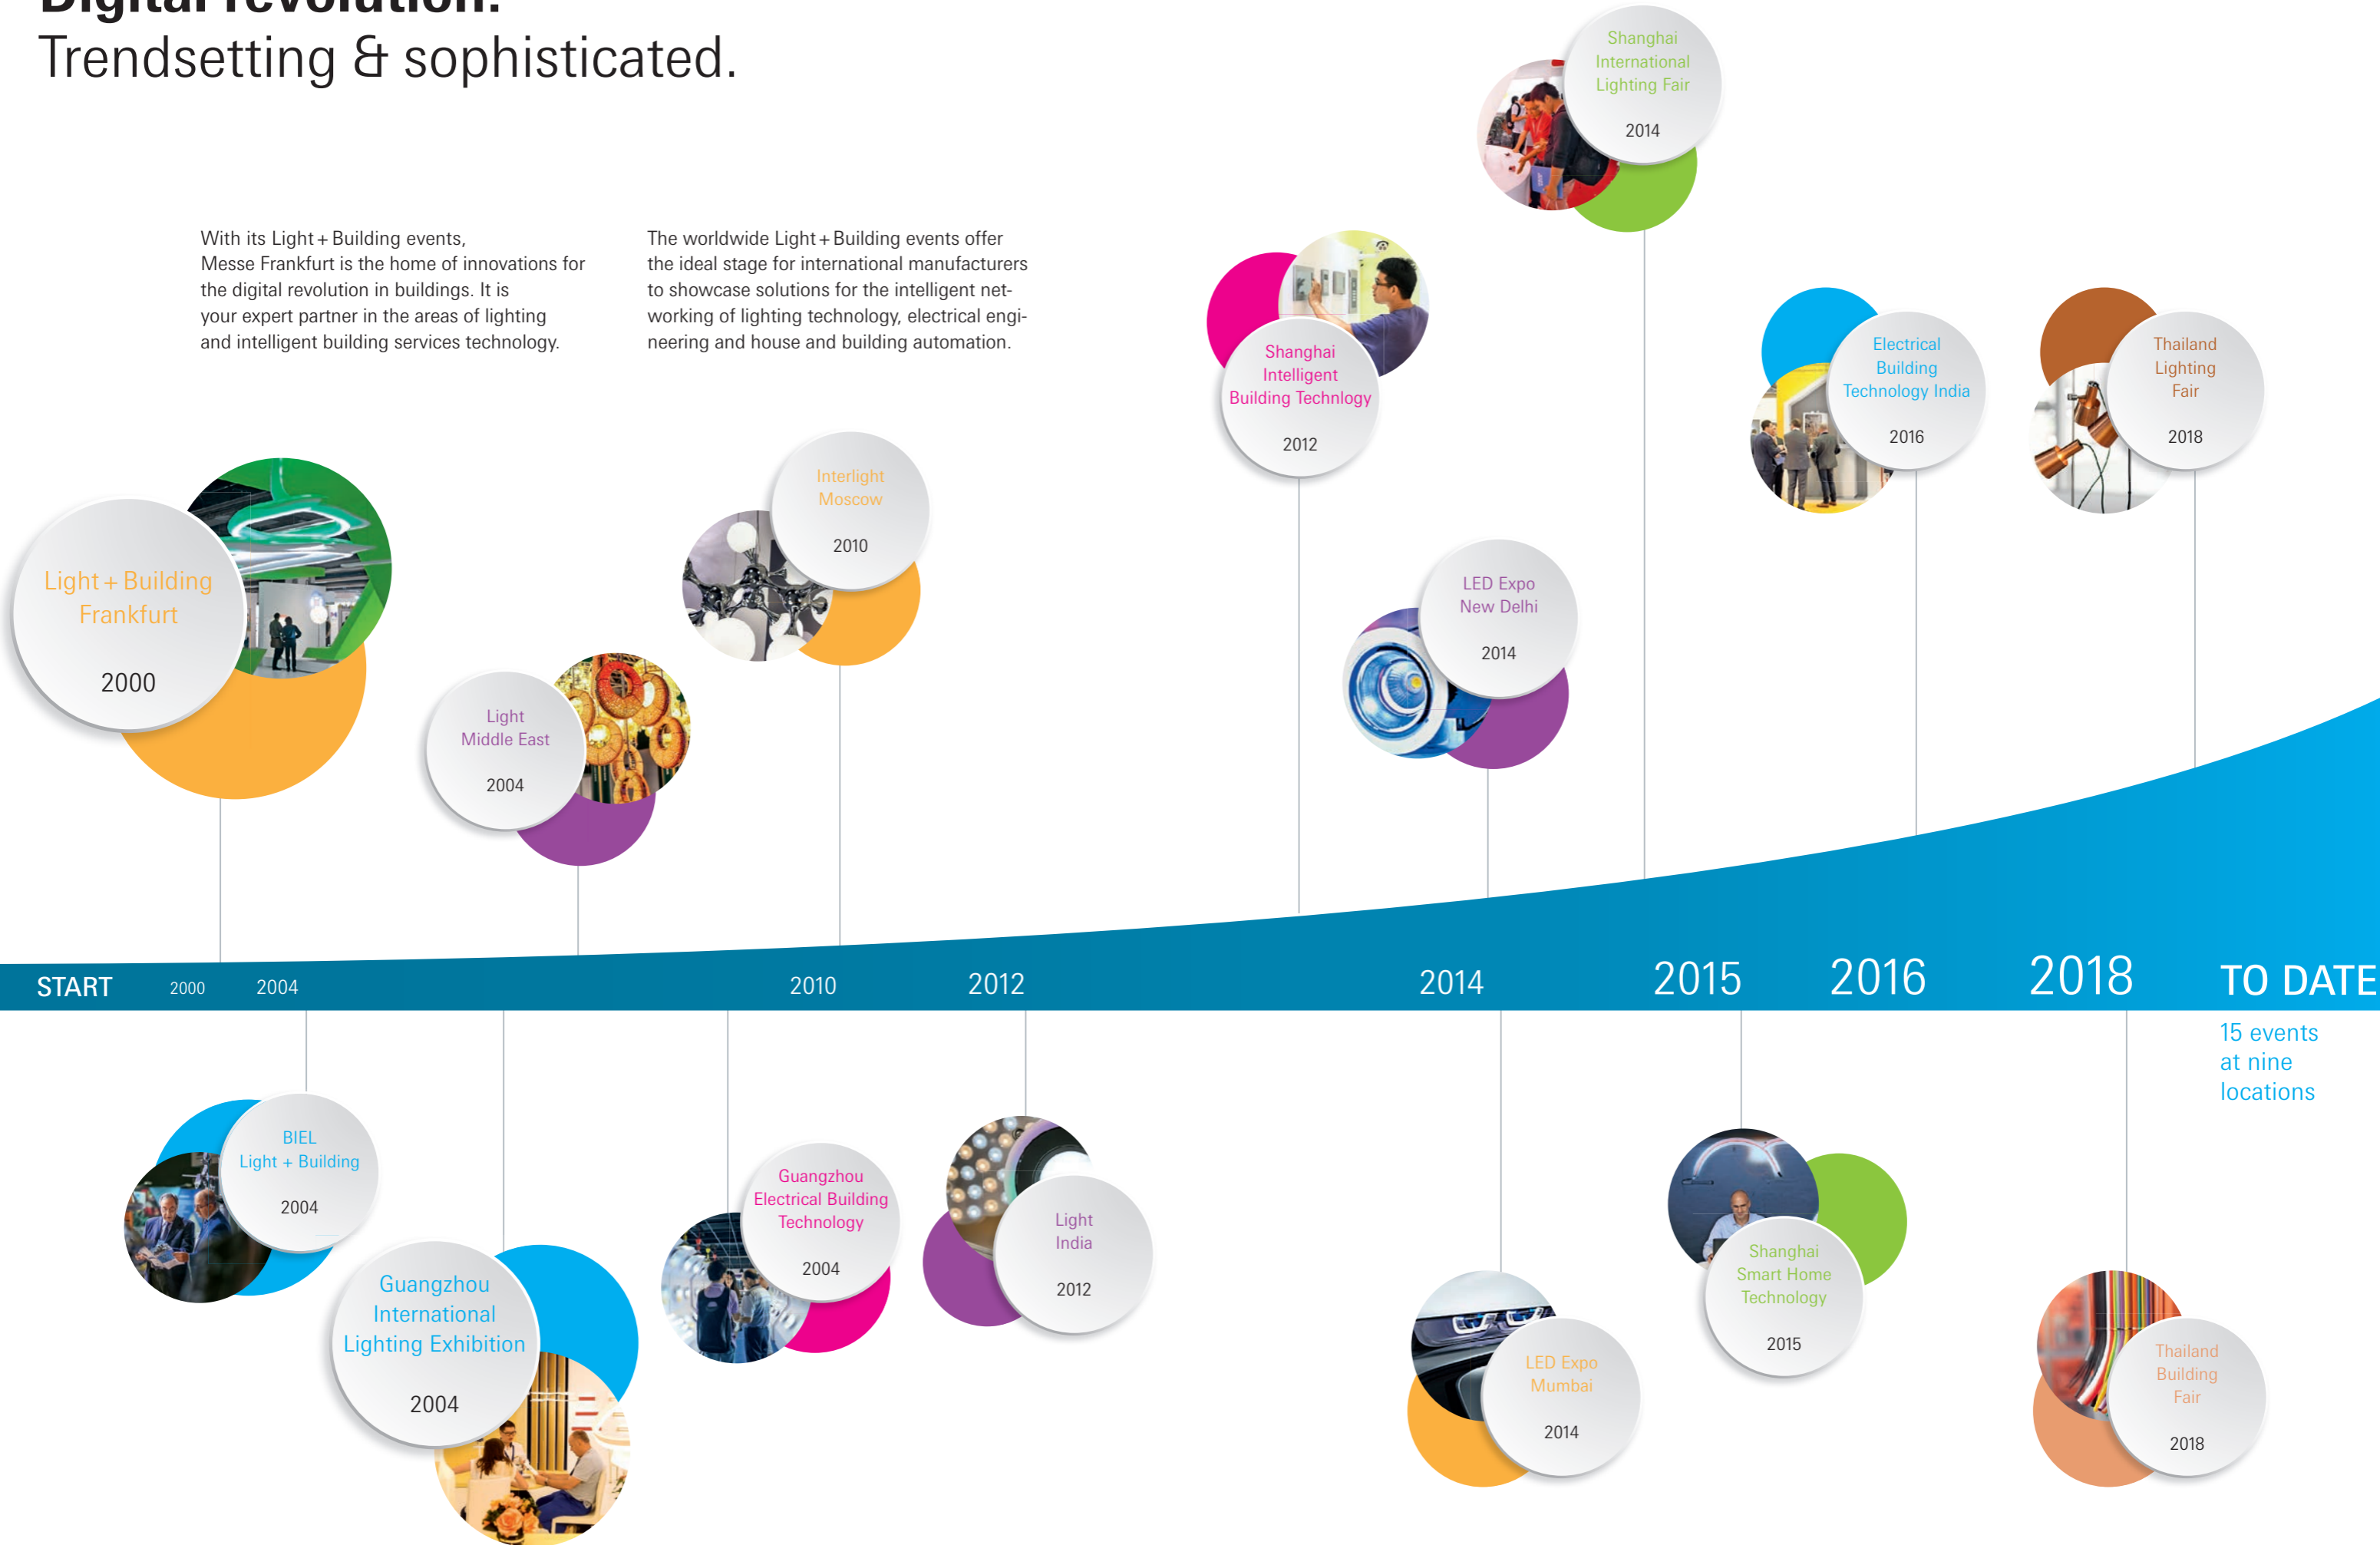 Digital revolution.
Trendsetting & sophisticated.
With its Light + Building events,
Messe Frankfurt is the home of innovations for
the digital revolution in buildings. It is
your expert partner in the areas of lighting
and intelligent building services technology.
The worldwide Light + Building events offer
the ideal stage for international manufacturers
to showcase solutions for the intelligent net-
working of lighting technology, electrical engi-
neering and house and building automation.
Light + Building
Frankfurt
2000
Light
Middle East
2004
Interlight
Moscow
2010
Shanghai
Intelligent
Building Technlogy
2012
LED Expo
New Delhi
2014
Shanghai
International
Lighting Fair
2014
Electrical
Building
Technology India
2016
Thailand
Lighting
Fair
2018
START
2000
2004
2010
2012
2014
2015
2016
2018
TO DATE
15 events
at nine
locations
BIEL
Light + Building
2004
Guangzhou
International
Lighting Exhibition
2004
Guangzhou
Electrical Building
Technology
2004
Light
India
2012
LED Expo
Mumbai
2014
Shanghai
Smart Home
Technology
2015
Thailand
Building
Fair
2018